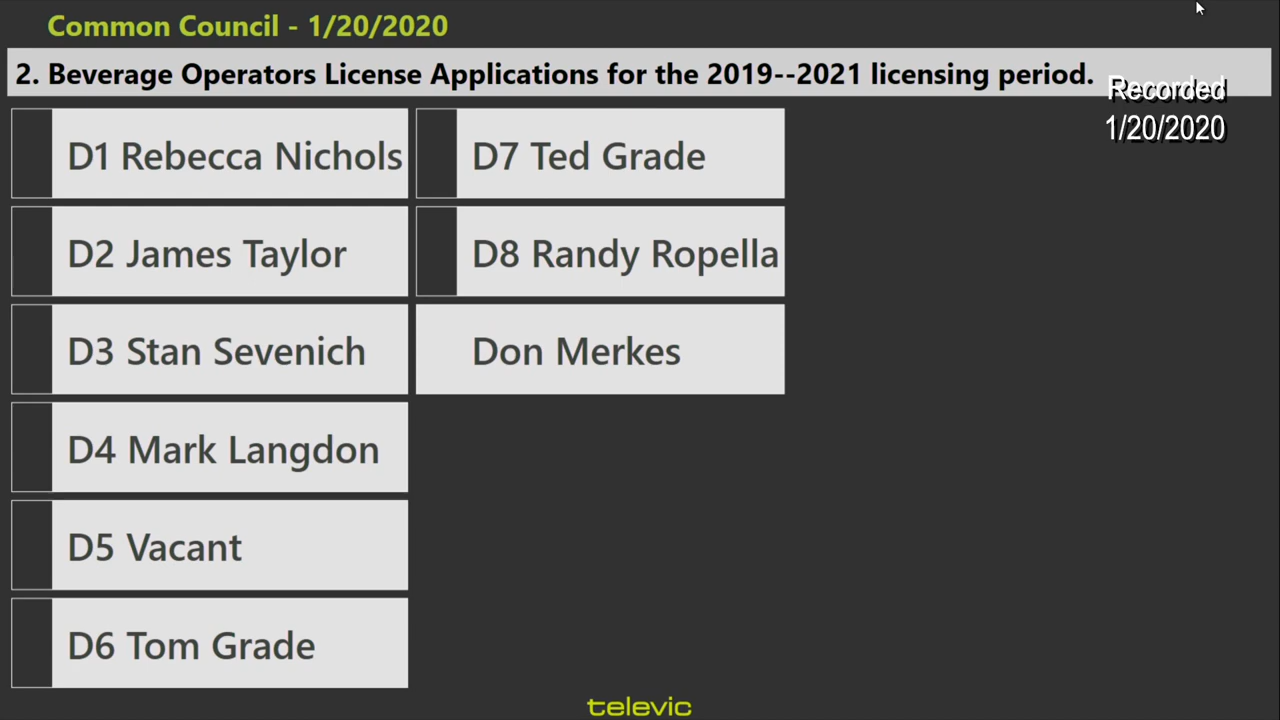 Common Council - 1/20/2020
2. Beverage Operators License Applications for the 2019--2021 licensing period.
Recorded
1/20/2020
D1 Rebecca Nichols
D2 James Taylor
D3 Stan Sevenich
D4 Mark Langdon
D5 Vacant
D6 Tom Grade
D7 Ted Grade
D8 Randy Ropella
Don Merkes
televic